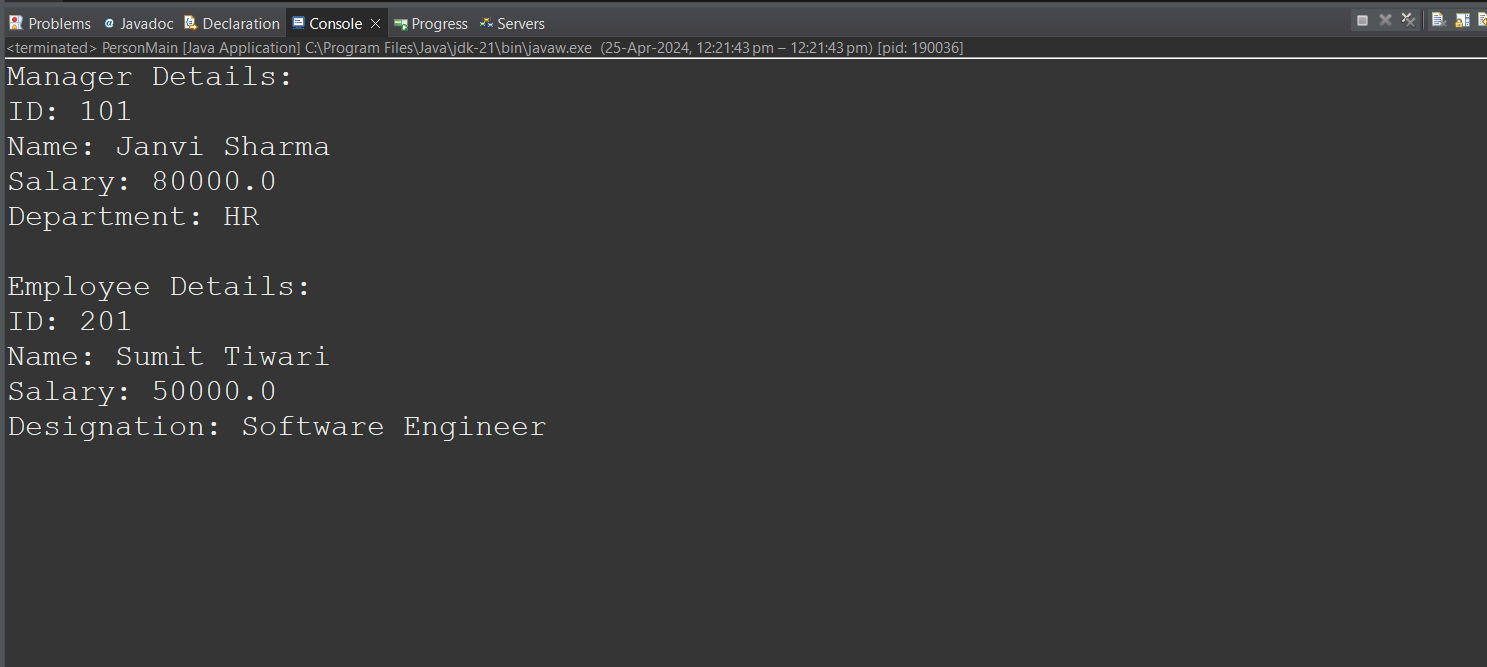 Problems Javadoc Declaration Console Progress Servers
<terminated> PersonMain [Java Application] C:\Program Files\Java\jdk-21\bin\javaw.exe (25-Apr-2024, 12:21:43 pm – 12:21:43 pm) [pid: 190036]
Manager Details:
ID: 101
Name: Janvi Sharma
Salary: 80000.0
Department: HR

Employee Details:
ID: 201
Name: Sumit Tiwari
Salary: 50000.0
Designation: Software Engineer